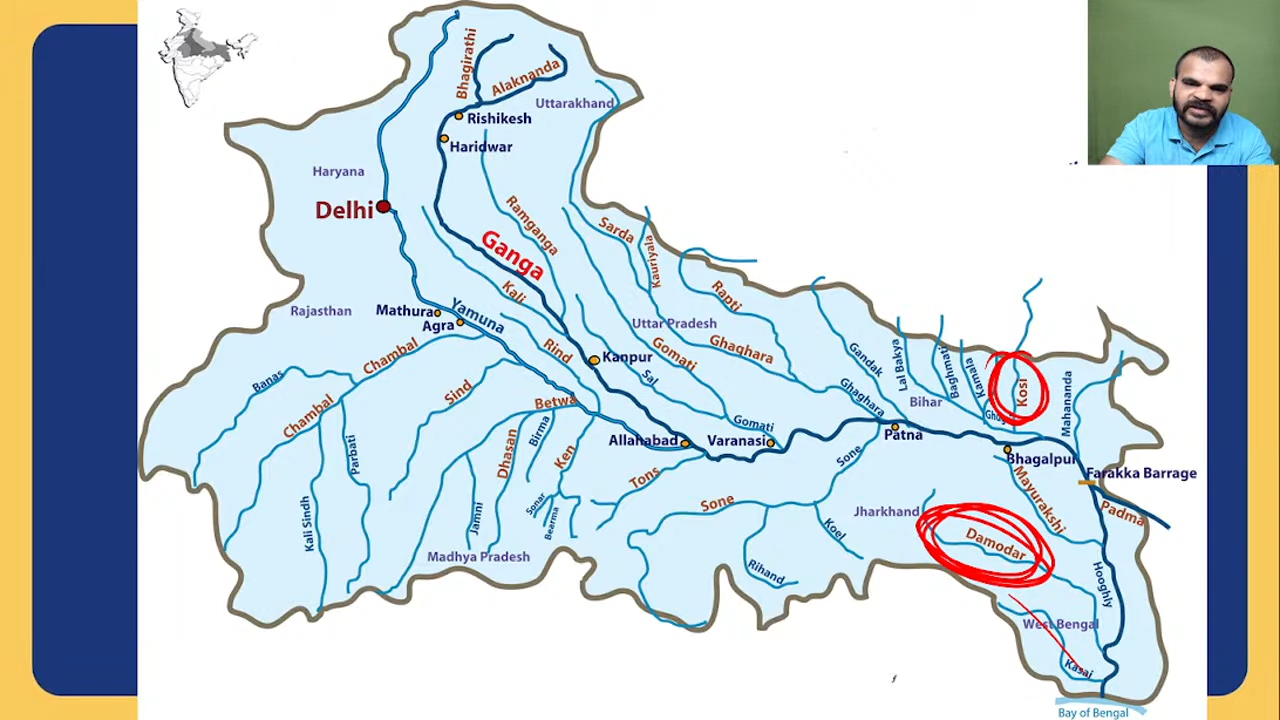 Bhagirathi
Alaknanda
Uttarakhand
Rishikesh
Haridwar
Haryana
Delhi
Ramganga
Sarda
Kauriyala
Ganga
Kali
Rapti
Rajasthan
Mathura
Yamuna
Agra
Uttar Pradesh
Chambal
Rind
Kanpur
Gomati
Ghaghara
Gandak
Lal Bakya
Baghmati
Kamala
Kosi
Mahananda
Banas
Sind
Sal
Ghaghara
Bihar
Chambal
Betwa
Birma
Allahabad
Varanasi
Gomati
Patna
Parbati
Dhasan
Ken
Tons
Sone
Bhagalpur
Farakka Barrage
Mayurakshi
Padma
Kali Sindh
Jamni
Sonar
Bearma
Sone
Koel
Jharkhand
Damodar
Madhya Pradesh
Rihand
Hooghly
West Bengal
Kasai
Bay of Bengal